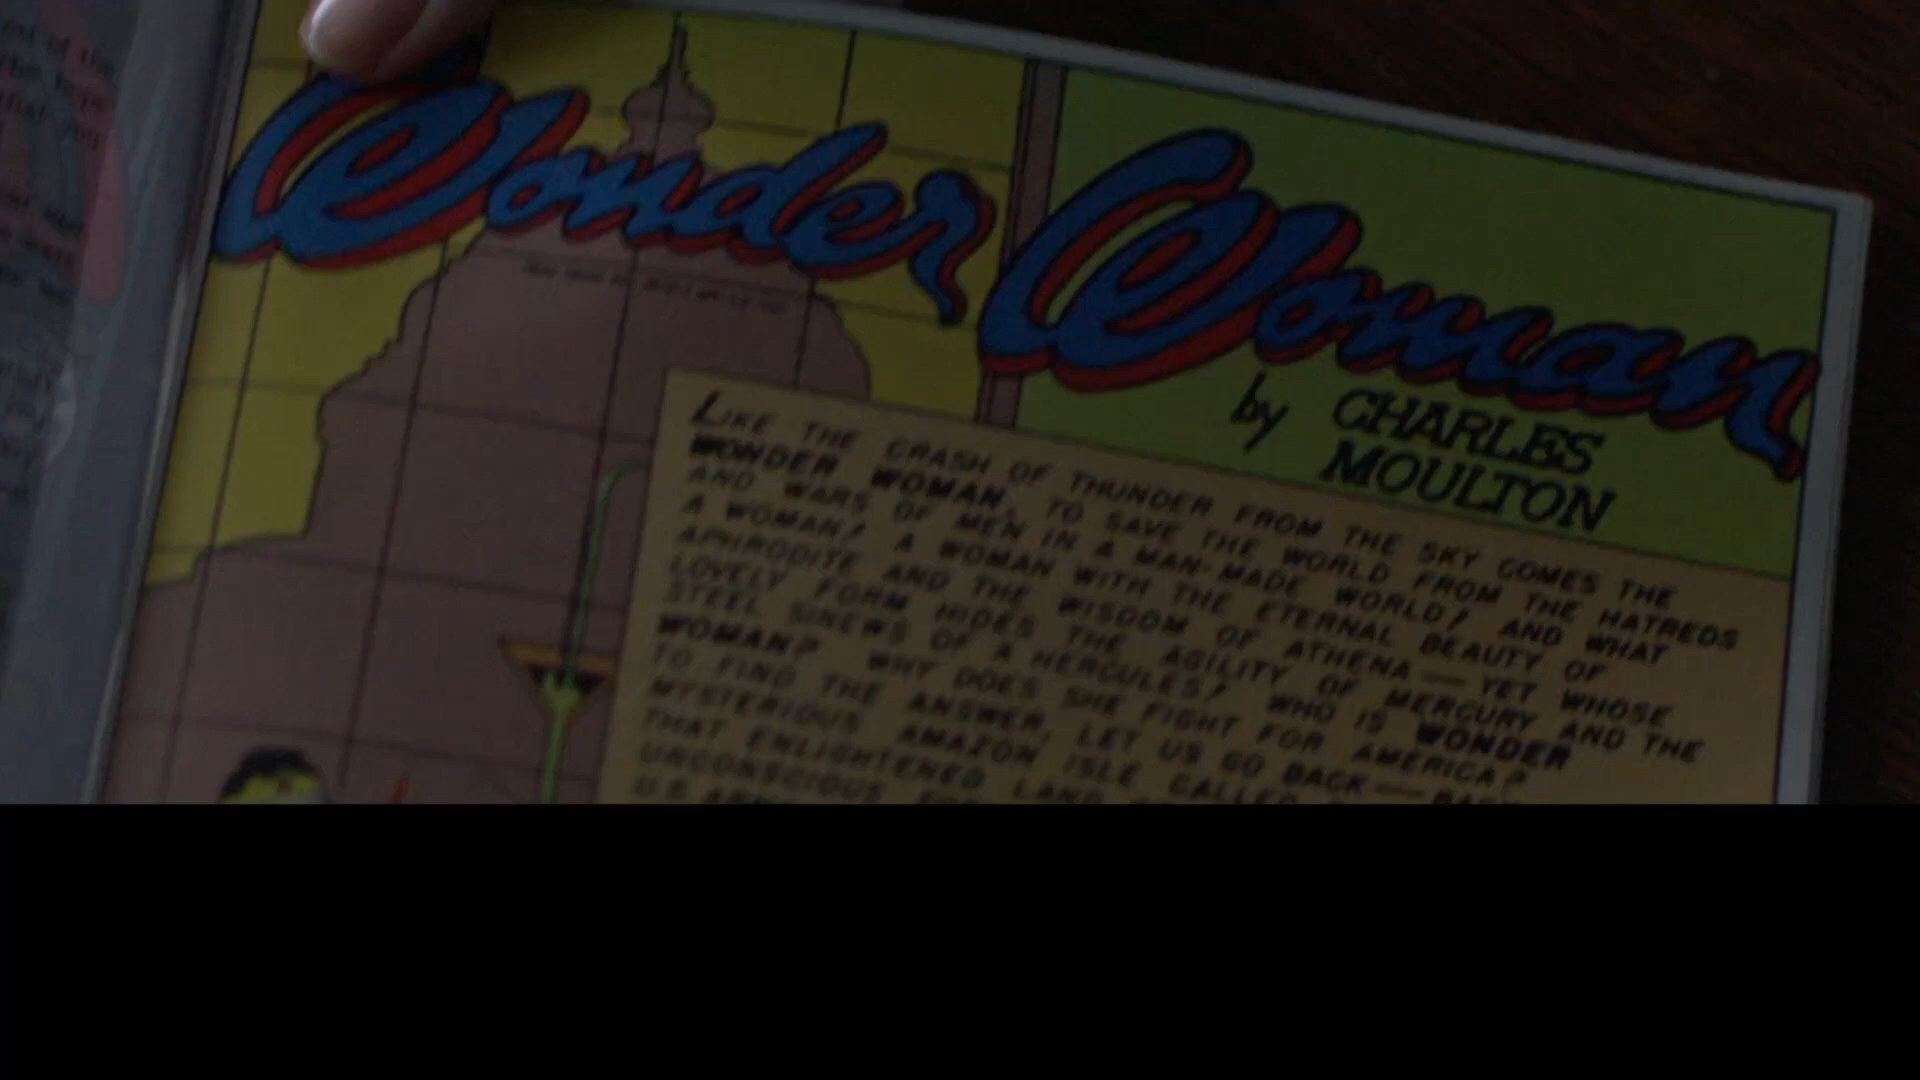 Wonder Woman
by CHARLES
MOULTON
LIKE THE CRASH OF THUNDER FROM THE SKY COMES THE
WONDER WOMAN, TO SAVE THE WORLD FROM THE HATREDS
AND WARS OF MEN IN A MAN-MADE WORLD! AND WHAT
A WOMAN! A WOMAN WITH THE ETERNAL BEAUTY OF
APHRODITE AND THE WISDOM OF ATHENA — YET WHOSE
LOVELY FORM HIDES THE AGILITY OF MERCURY AND THE
STEEL SINEWS OF A HERCULES! WHO IS WONDER
WOMAN? WHY DOES SHE FIGHT FOR AMERICA?
TO FIND THE ANSWER, LET US GO BACK —
MYSTERIOUS AMAZON ISLE CALLED
THAT ENLIGHTENED LAND
UNCONSCIOUS